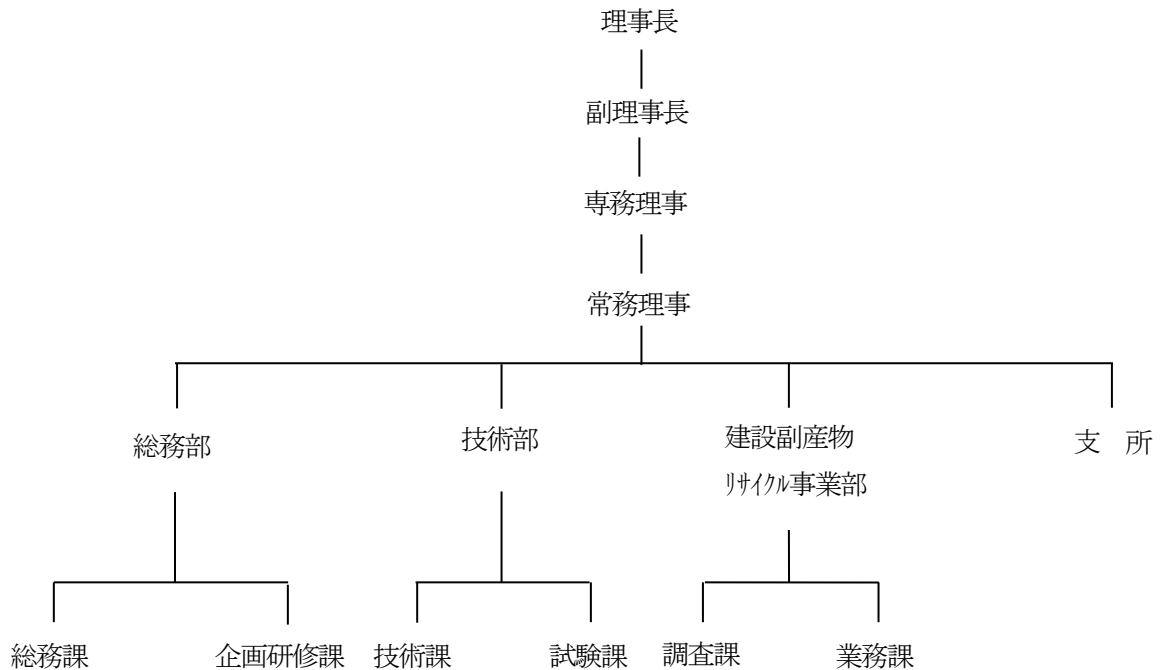 理事長
副理事長
専務理事
常務理事
総務部
技術部
建設副産物
ﾘｻｲｸﾙ事業部
支　所
総務課
企画研修課
技術課
試験課
調査課
業務課